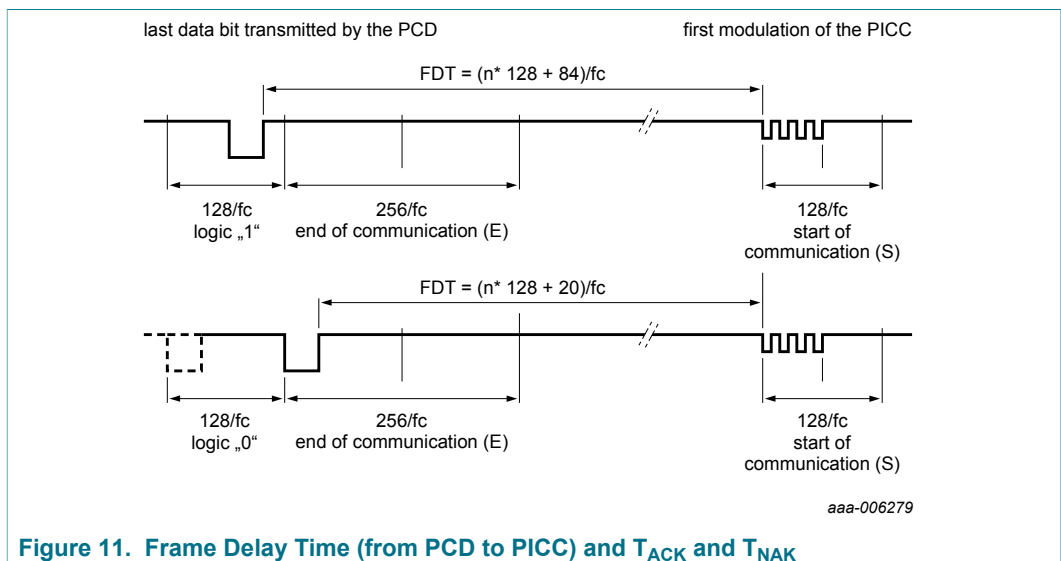 last data bit transmitted by the PCD
first modulation of the PICC
FDT = (n* 128 + 84)/fc
128/fc
logic „1“
256/fc
end of communication (E)
128/fc
start of
communication (S)
FDT = (n* 128 + 20)/fc
128/fc
logic „0“
256/fc
end of communication (E)
128/fc
start of
communication (S)
aaa-006279
Figure 11. Frame Delay Time (from PCD to PICC) and TACK and TNAK